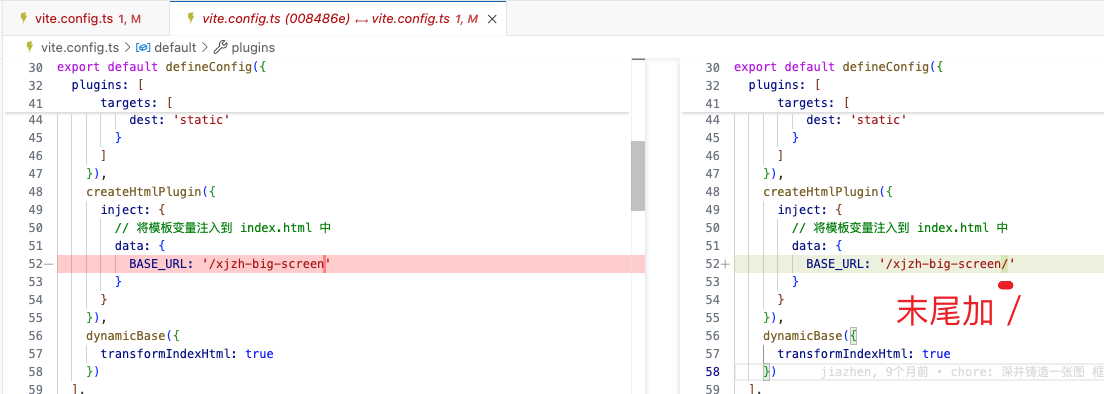 vite.config.ts 1, M
vite.config.ts (008486e) ↔ vite.config.ts 1, M ×
vite.config.ts > default > plugins
30 export default defineConfig({
32 plugins: [
41 targets: [
44 dest: 'static'
45 }
46 ]
47 }),
48 createHtmlPlugin({
49 inject: {
50 // 将模板变量注入到 index.html 中
51 data: {
52— BASE_URL: '/xjzh-big-screen'
53 }
54 }
55 }),
56 dynamicBase({
57 transformIndexHtml: true
58 })
59 ],
30 export default defineConfig({
32 plugins: [
41 targets: [
44 dest: 'static'
45 }
46 ]
47 }),
48 createHtmlPlugin({
49 inject: {
50 // 将模板变量注入到 index.html 中
51 data: {
52+ BASE_URL: '/xjzh-big-screen/'
53 }
54 }
55 }),
末尾加 /
56 dynamicBase({
57 transformIndexHtml: true
58 }) jiazhen, 9个月前 • chore: 深井铸造一张图 框
59 ],